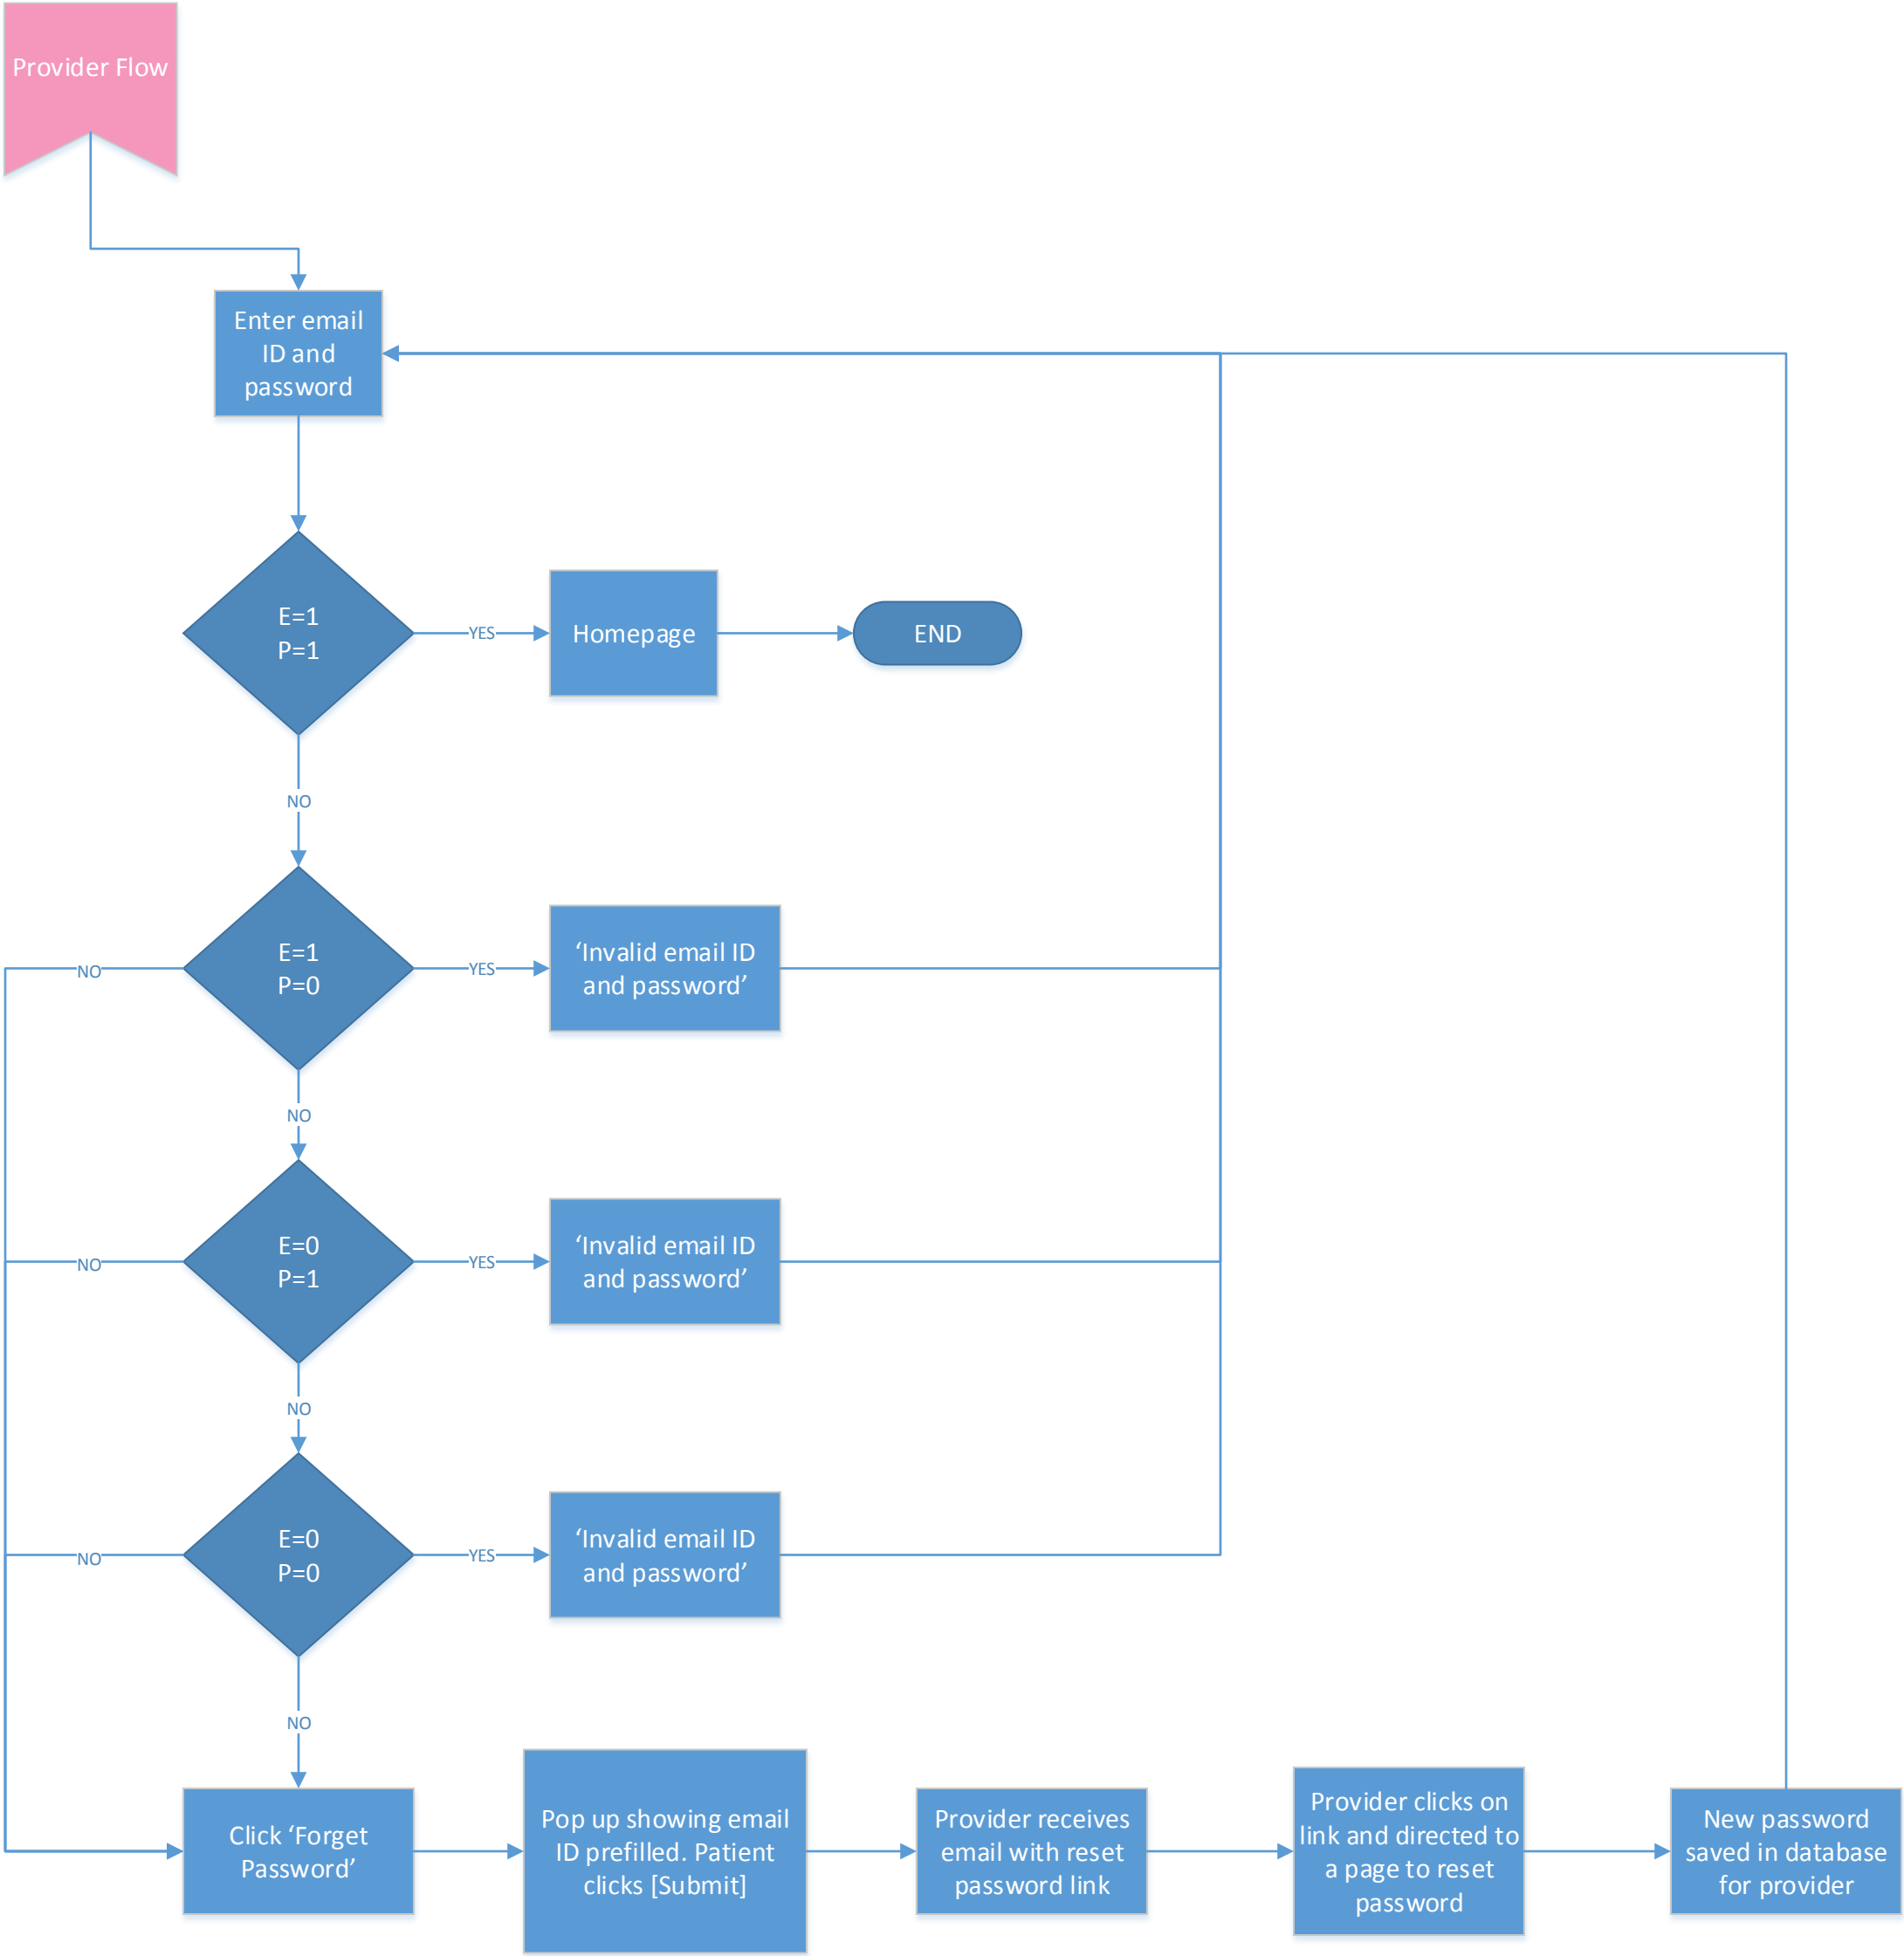 Provider Flow
Enter email
ID and
password
E=1
P=1
YES
Homepage
END
NO
E=1
P=0
NO
YES
‘Invalid email ID
and password’
NO
E=0
P=1
NO
YES
‘Invalid email ID
and password’
NO
E=0
P=0
NO
YES
‘Invalid email ID
and password’
NO
Click ‘Forget
Password’
Pop up showing email
ID prefilled. Patient
clicks [Submit]
Provider receives
email with reset
password link
Provider clicks on
link and directed to
a page to reset
password
New password
saved in database
for provider